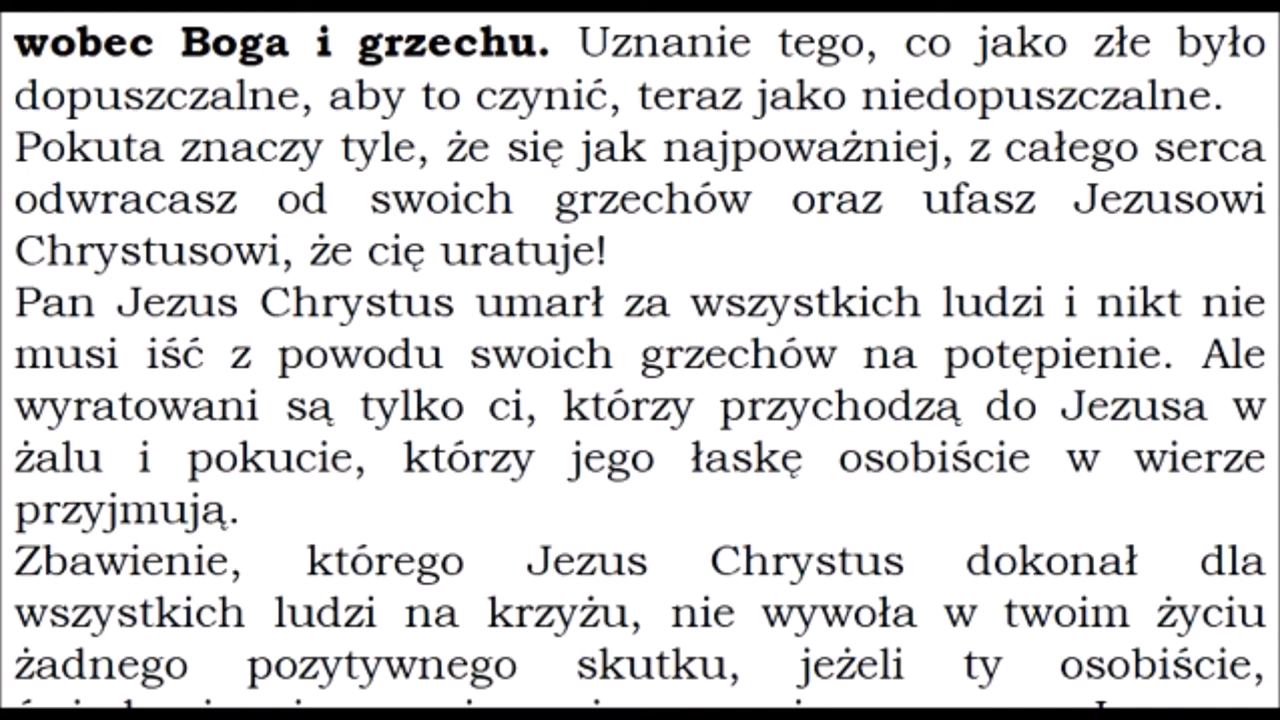 wobec Boga i grzechu. Uznanie tego, co jako złe było
dopuszczalne, aby to czynić, teraz jako niedopuszczalne.
Pokuta znaczy tyle, że się jak najpoważniej, z całego serca
odwracasz od swoich grzechów oraz ufasz Jezusowi
Chrystusowi, że cię uratuje!
Pan Jezus Chrystus umarł za wszystkich ludzi i nikt nie
musi iść z powodu swoich grzechów na potępienie. Ale
wyratowani są tylko ci, którzy przychodzą do Jezusa w
żalu i pokucie, którzy jego łaskę osobiście w wierze
przyjmują.
Zbawienie, którego Jezus Chrystus dokonał dla
wszystkich ludzi na krzyżu, nie wywoła w twoim życiu
żadnego pozytywnego skutku, jeżeli ty osobiście,